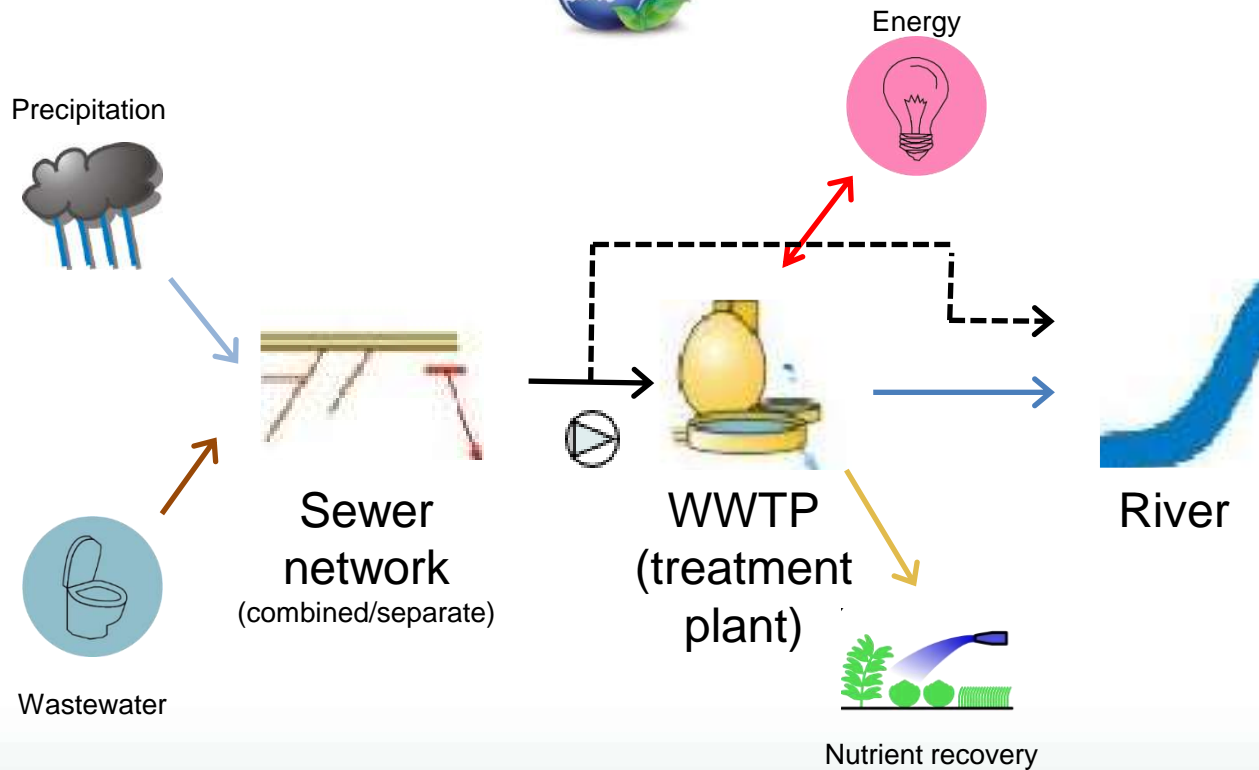 Energy
Precipitation
Sewer
network
(combined/separate)
WWTP
(treatment
plant)
River
Wastewater
Nutrient recovery